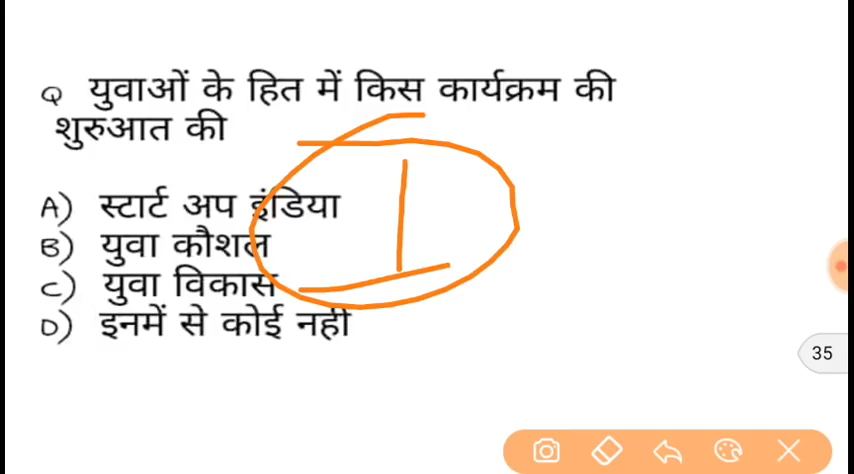 Q युवाओं के हित में किस कार्यक्रम की
शुरुआत की
A) स्टार्ट अप इंडिया
B) युवा कौशल
C) युवा विकास
D) इनमें से कोई नही
I
35